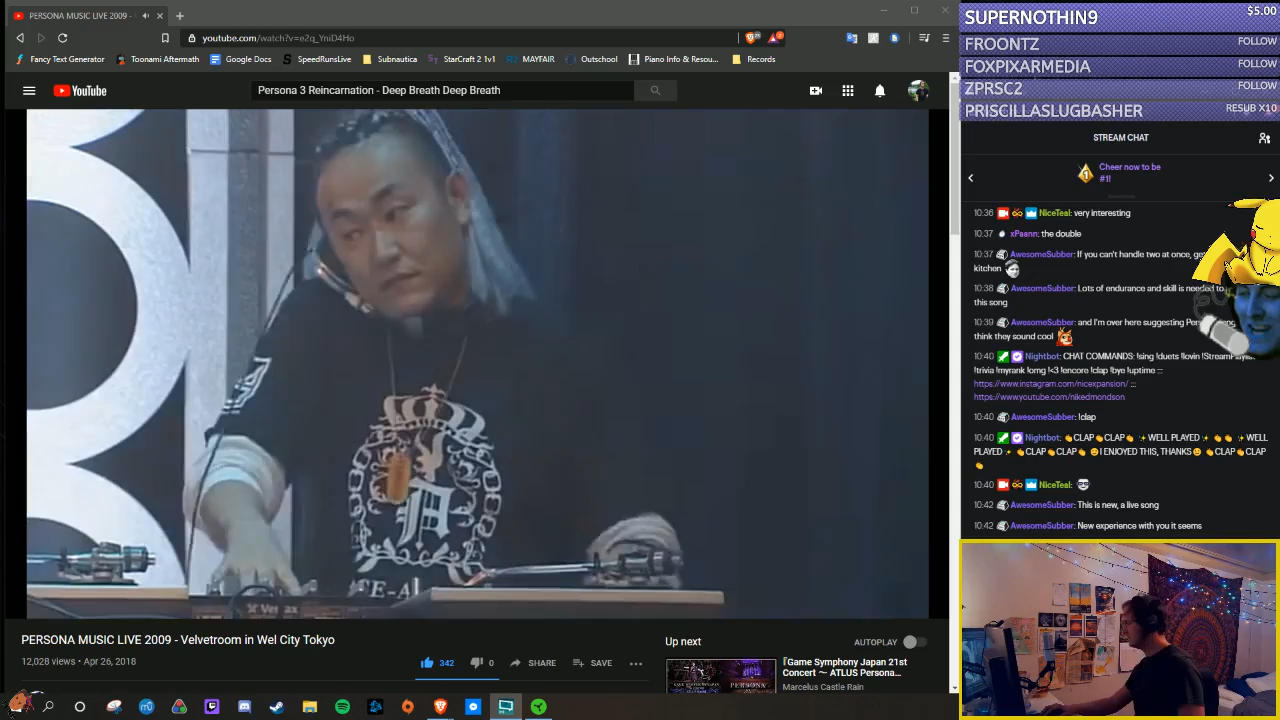 PERSONA MUSIC LIVE 2009 -
youtube.com/watch?v=e2q_YniD4Ho
Fancy Text Generator
Toonami Aftermath
Google Docs
SpeedRunsLive
Subnautica
StarCraft 2 1v1
MAYFAIR
Outschool
Piano Info & Resou...
Records
YouTube
Persona 3 Reincarnation - Deep Breath Deep Breath
PERSONA MUSIC LIVE 2009 - Velvetroom in Wel City Tokyo
12,028 views • Apr 26, 2018
342
0
SHARE
SAVE
Up next
AUTOPLAY
『Game Symphony Japan 21st
Concert 〜 ATLUS Persona...
Marcelus Castle Rain
SUPERNOTHIN9 $5.00
FROONTZ FOLLOW
FOXPIXARMEDIA FOLLOW
ZPRSC2 FOLLOW
PRISCILLASLUGBASHER RESUB X10
STREAM CHAT
Cheer now to be
#1!
10:36 NiceTeal: very interesting
10:37 xPaann: the double
10:37 AwesomeSubber: If you can't handle two at once,
kitchen
10:38 AwesomeSubber: Lots of endurance and skill is needed to
this song
10:39 AwesomeSubber: and I'm over here suggesting
think they sound cool
10:40 Nightbot: CHAT COMMANDS: !sing !duets !lovin
!trivia !myrank !omg !<3 !encore !clap !bye !uptime :::
https://www.instagram.com/nicexpansion/ :::
https://www.youtube.com/nikedmondson
10:40 AwesomeSubber: !clap
10:40 Nightbot: 👏CLAP👏CLAP👏 ✨WELL PLAYED✨ 👏 👏 ✨WELL
PLAYED✨ 👏CLAP👏CLAP👏 😊I ENJOYED THIS, THANKS😊 👏CLAP👏CLAP
👏
10:40 NiceTeal:
10:42 AwesomeSubber: This is new, a live song
10:42 AwesomeSubber: New experience with you it seems